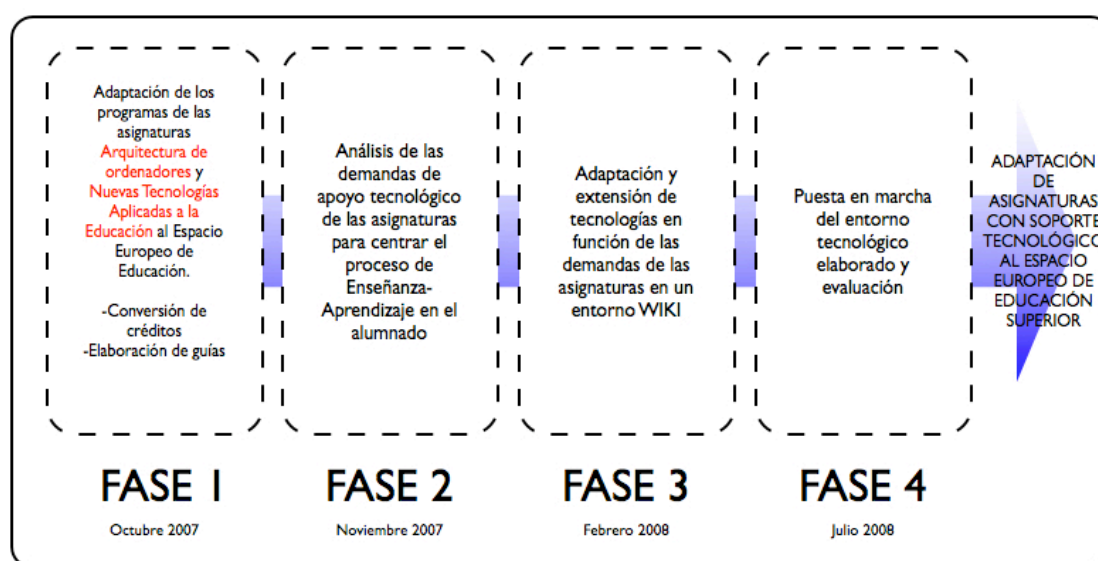 Adaptación de los
programas de las
asignaturas
Arquitectura de
ordenadores y
Nuevas Tecnologías
Aplicadas a la
Educación al Espacio
Europeo de
Educación.
-Conversión de
créditos
-Elaboración de guías
FASE 1
Octubre 2007
Análisis de las
demandas de
apoyo tecnológico
de las asignaturas
para centrar el
proceso de
Enseñanza-
Aprendizaje en el
alumnado
FASE 2
Noviembre 2007
Adaptación y
extensión de
tecnologías en
función de las
demandas de las
asignaturas en un
entorno WIKI
FASE 3
Febrero 2008
Puesta en marcha
del entorno
tecnológico
elaborado y
evaluación
FASE 4
Julio 2008
ADAPTACIÓN
DE
ASIGNATURAS
CON SOPORTE
TECNOLÓGICO
AL ESPACIO
EUROPEO DE
EDUCACIÓN
SUPERIOR